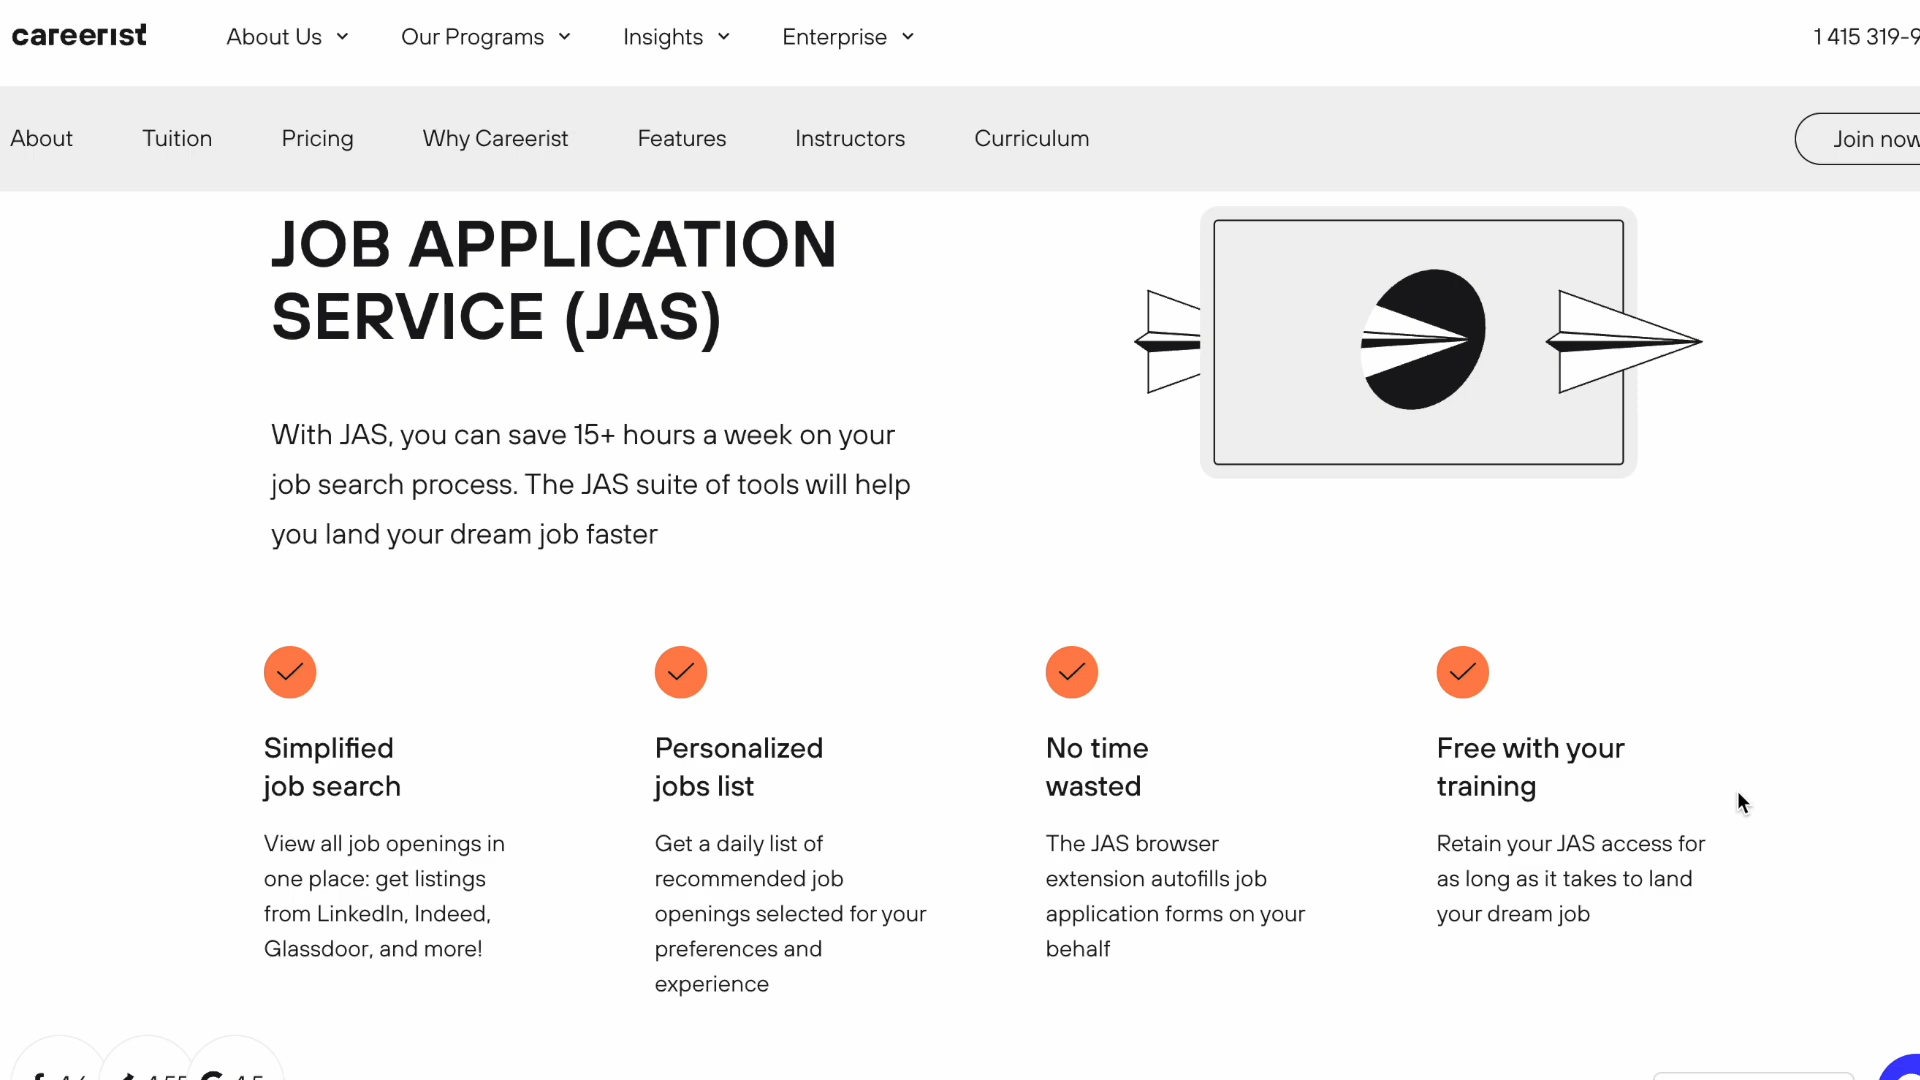 careerist
About Us
Our Programs
Insights
Enterprise
1 415 319-9
About
Tuition
Pricing
Why Careerist
Features
Instructors
Curriculum
Join now
JOB APPLICATION
SERVICE (JAS)
With JAS, you can save 15+ hours a week on your
job search process. The JAS suite of tools will help
you land your dream job faster
Simplified
job search
View all job openings in
one place: get listings
from LinkedIn, Indeed,
Glassdoor, and more!
Personalized
jobs list
Get a daily list of
recommended job
openings selected for your
preferences and
experience
No time
wasted
The JAS browser
extension autofills job
application forms on your
behalf
Free with your
training
Retain your JAS access for
as long as it takes to land
your dream job